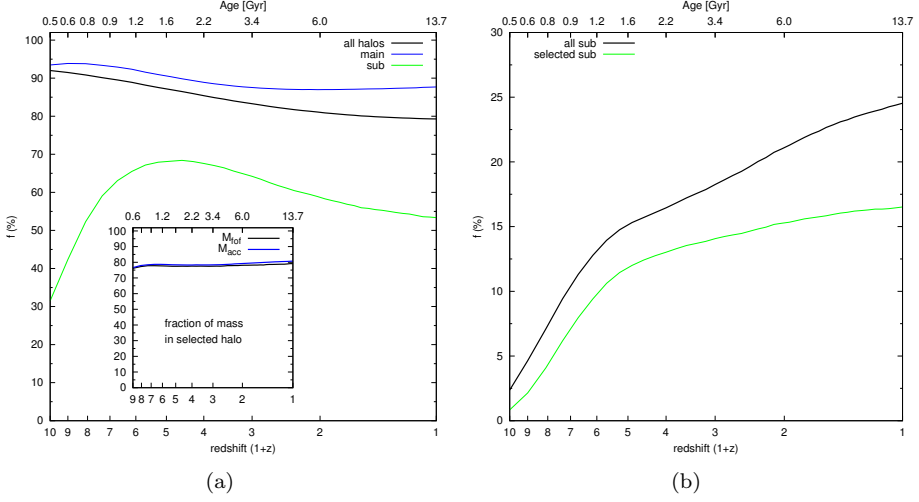 Age [Gyr]
0.5 0.6 0.8 0.9 1.2 1.6 2.2 3.4 6.0 13.7
100
90
80
70
60
50
40
30
20
10
0
f (%)
all halos
main
sub
0.6 1.2 2.2 3.4 6.0 13.7
100
90
80
70
60
50
40
30
20
10
0
M_fof
M_acc
fraction of mass
in selected halo
9 8 7 6 5 4 3 2 1
10 9 8 7 6 5 4 3 2 1
redshift (1+z)
(a)
Age [Gyr]
0.5 0.6 0.8 0.9 1.2 1.6 2.2 3.4 6.0 13.7
30
25
20
15
10
5
0
f (%)
all sub
selected sub
10 9 8 7 6 5 4 3 2 1
redshift (1+z)
(b)